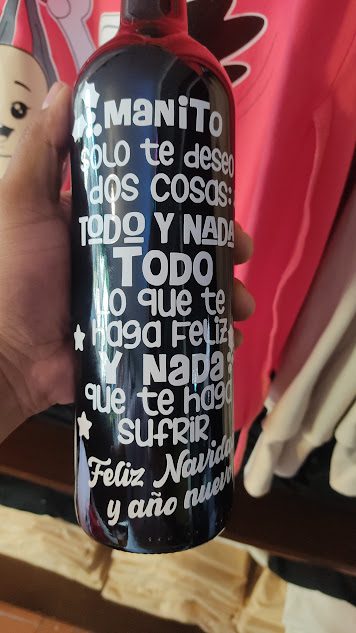 Manito
solo te deseo
dos cosas:
TODO Y NADA
TODO
lo que te
haga feliz
Y NADA
que te haga
sufrir
Feliz Navidad
y año nuevo